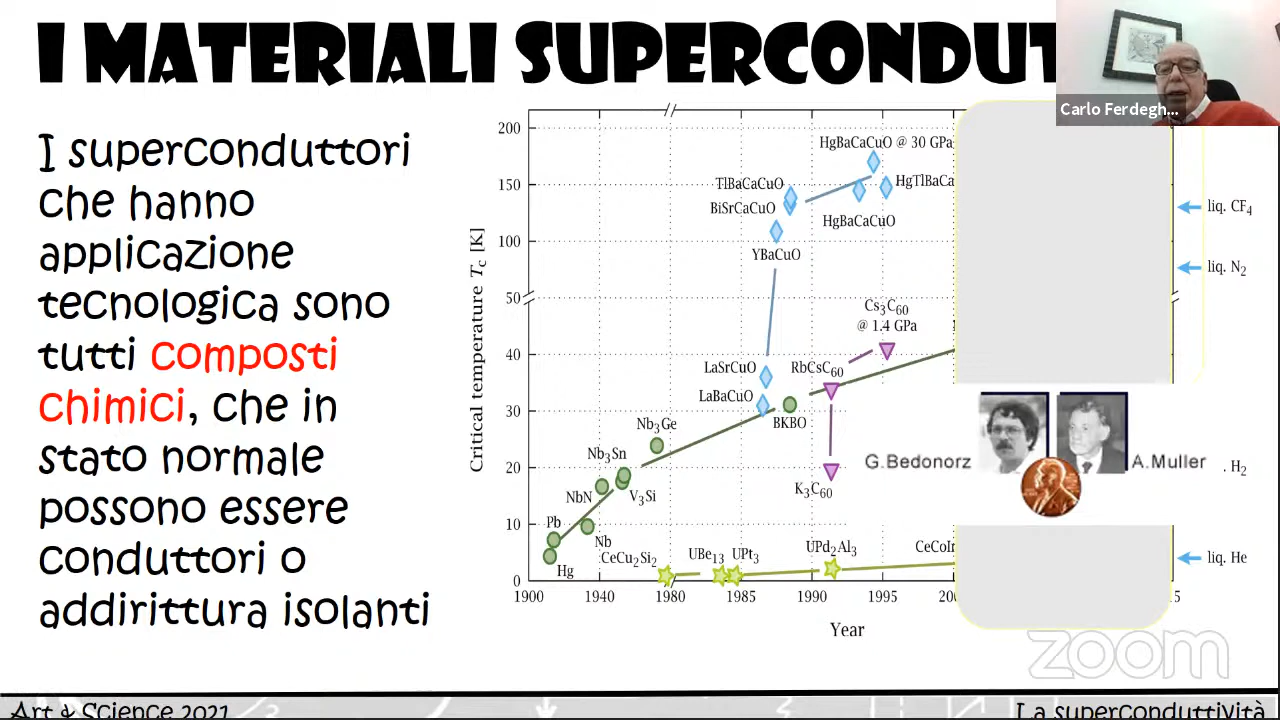 I MATERIALI SUPERCONDUT
Carlo Ferdegh...
I superconduttori
che hanno
applicazione
tecnologica sono
tutti composti
chimici, che in
stato normale
possono essere
conduttori o
addirittura isolanti
Critical temperature Tc [K]
200
150
100
50
40
30
20
10
0
HgBaCaCuO @ 30 GPa
TlBaCaCuO
HgTlBaCa
BiSrCaCuO
HgBaCaCuO
YBaCuO
Cs3C60
@ 1.4 GPa
LaSrCuO
RbCsC60
LaBaCuO
BKBO
Nb3Ge
Nb3Sn
NbN
V3Si
K3C60
Pb
Nb
Hg
CeCu2Si2
UBe13
UPt3
UPd2Al3
CeCoIn
liq. CF4
liq. N2
. H2
liq. He
G.Bedonorz
A.Muller
1900
1940
1980
1985
1990
1995
200
15
Year
zoom
Art & Science 2021
La superconduttività